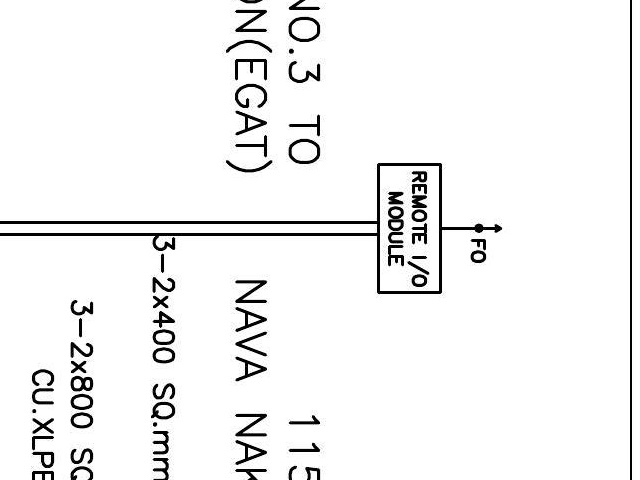 FO
REMOTE I/O
MODULE
NO.3 TO
ON(EGAT)
115
NAVA NAK
3-2x400 SQ.mm
3-2x800 SQ
CU.XLPE